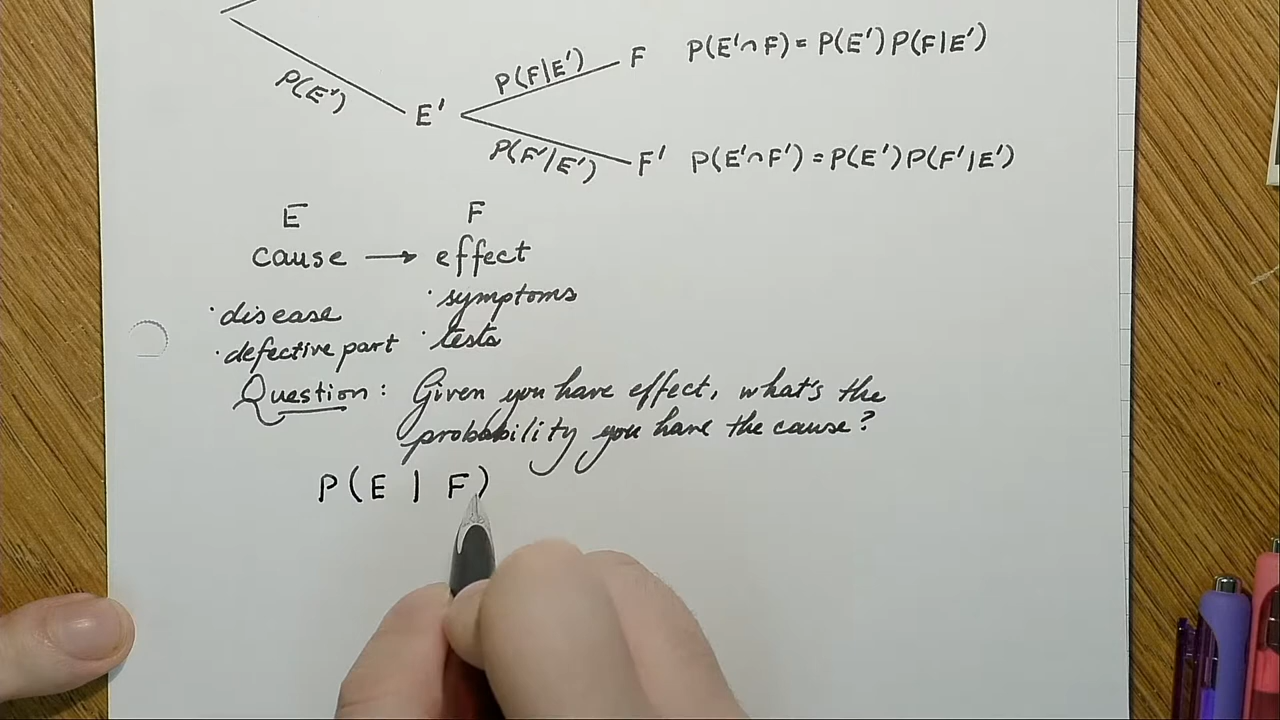 P(F|E') F P(E'∩F) = P(E')P(F|E')
P(E') E'
P(F'|E') F' P(E'∩F') = P(E')P(F'|E')
E F
cause → effect
· disease · symptoms
· defective part · tests
Question: Given you have effect, what's the
probability you have the cause?
P(E | F)